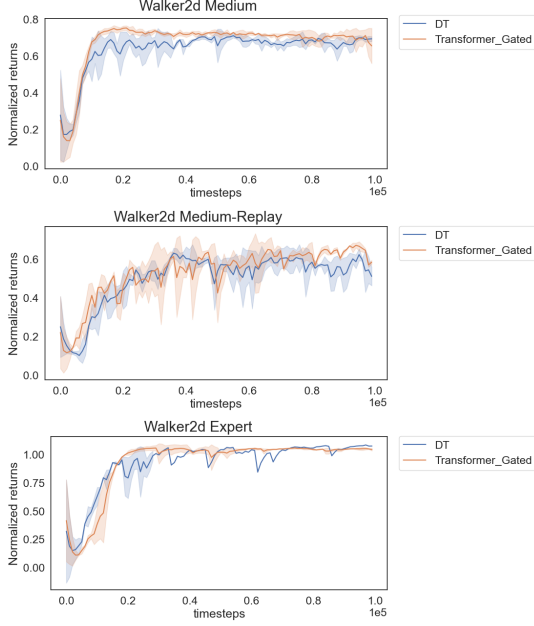 Walker2d Medium
Normalized returns
0.8
0.6
0.4
0.2
0.0
0.0 0.2 0.4 0.6 0.8 1.0
timesteps
1e5
DT
Transformer_Gated
Walker2d Medium-Replay
Normalized returns
0.6
0.4
0.2
0.0
0.0 0.2 0.4 0.6 0.8 1.0
timesteps
1e5
DT
Transformer_Gated
Walker2d Expert
Normalized returns
1.00
0.75
0.50
0.25
0.00
0.0 0.2 0.4 0.6 0.8 1.0
timesteps
1e5
DT
Transformer_Gated